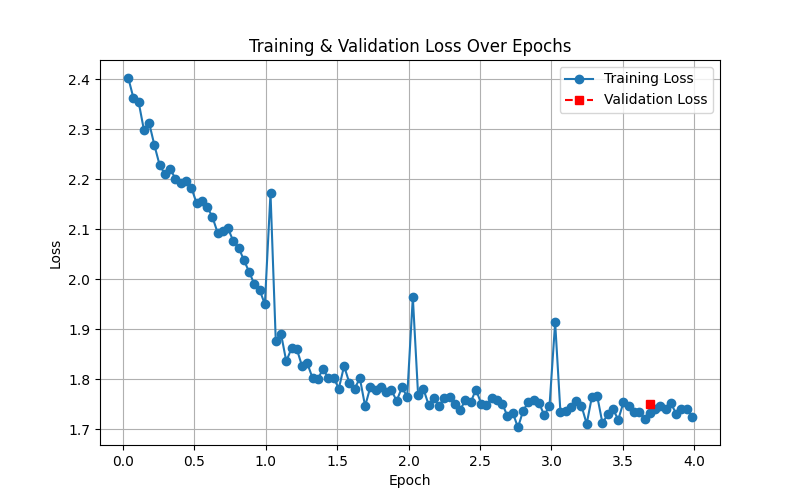 Training & Validation Loss Over Epochs
Training Loss
Validation Loss
Loss
2.4
2.3
2.2
2.1
2.0
1.9
1.8
1.7
0.0 0.5 1.0 1.5 2.0 2.5 3.0 3.5 4.0
Epoch